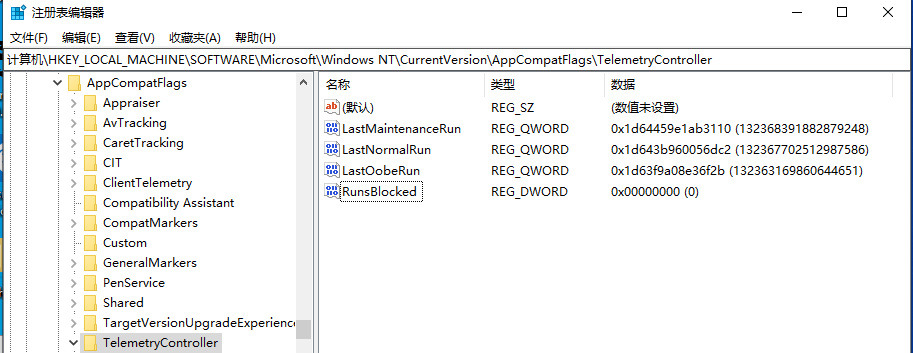 注册表编辑器
文件(F) 编辑(E) 查看(V) 收藏夹(A) 帮助(H)
计算机\HKEY_LOCAL_MACHINE\SOFTWARE\Microsoft\Windows NT\CurrentVersion\AppCompatFlags\TelemetryController
AppCompatFlags
Appraiser
AvTracking
CaretTracking
CIT
ClientTelemetry
Compatibility Assistant
CompatMarkers
Custom
GeneralMarkers
PenService
Shared
TargetVersionUpgradeExperience
TelemetryController
名称 类型 数据
(默认) REG_SZ (数值未设置)
LastMaintenanceRun REG_QWORD 0x1d64459e1ab3110 (132368391882879248)
LastNormalRun REG_QWORD 0x1d643b960056dc2 (132367702512987586)
LastOobeRun REG_QWORD 0x1d63f9a08e36f2b (132363169860644651)
RunsBlocked REG_DWORD 0x00000000 (0)